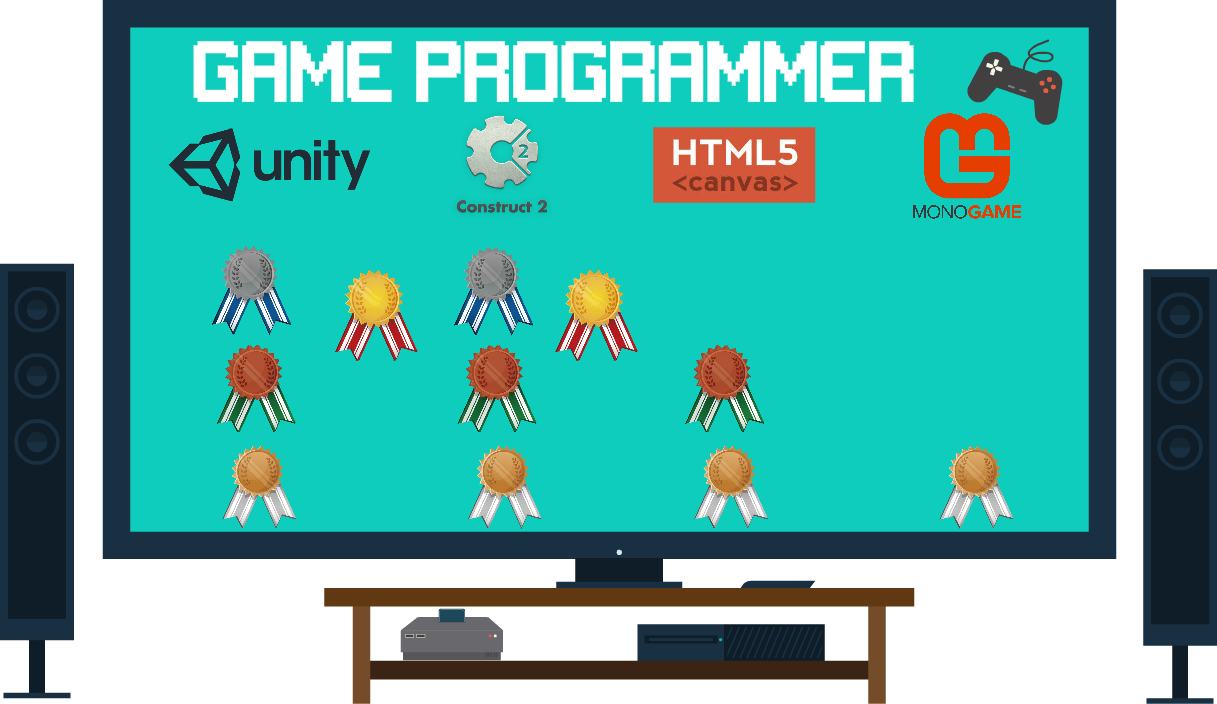 GAME PROGRAMMER
unity
2
Construct 2
HTML5
<canvas>
MONOGAME